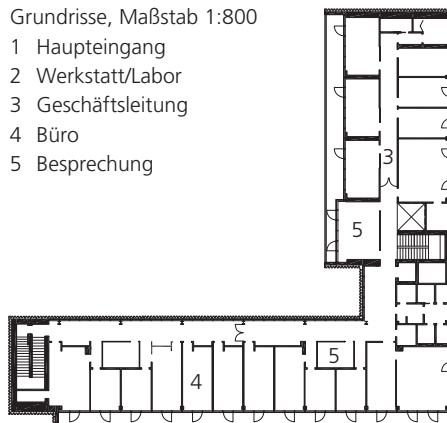 Grundrisse, Maßstab 1:800
1 Haupteingang
2 Werkstatt/Labor
3 Geschäftsleitung
4 Büro
5 Besprechung
3
5
5
4